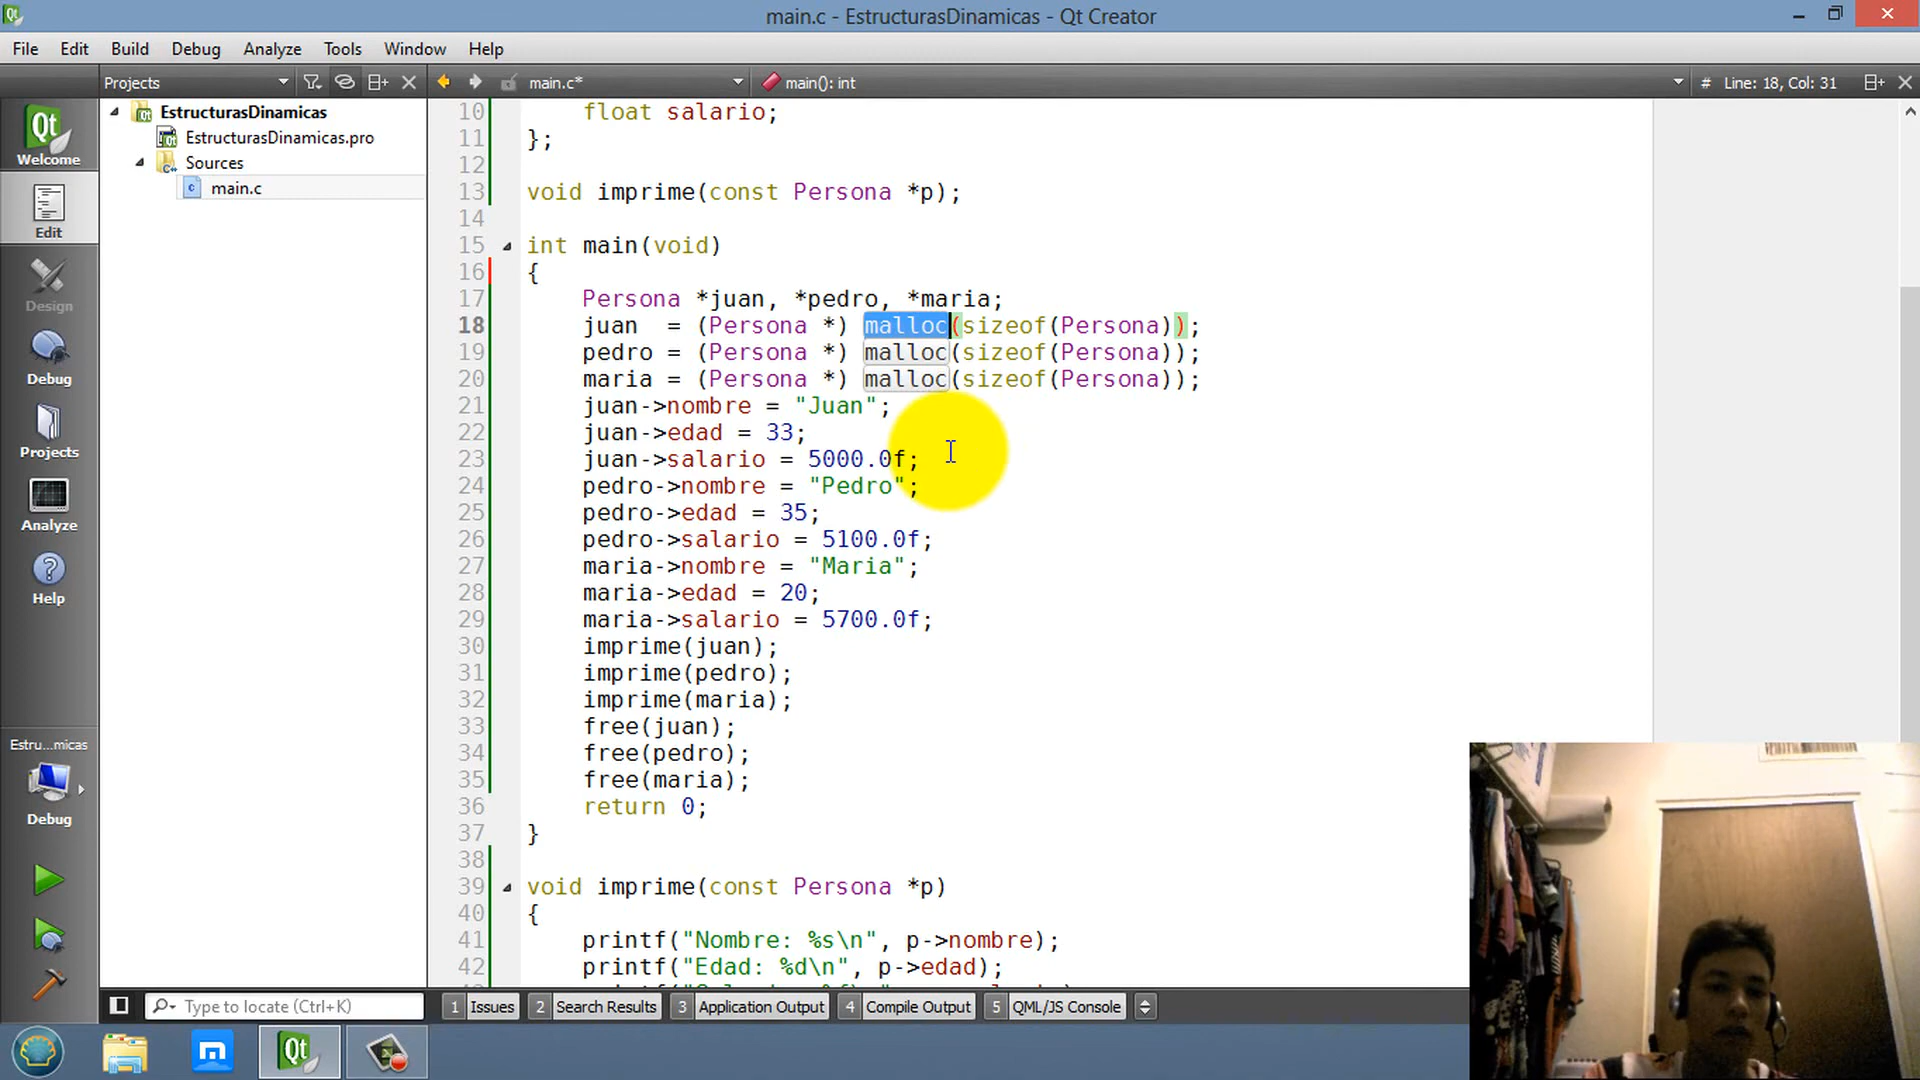 main.c - EstructurasDinamicas - Qt Creator
File Edit Build Debug Analyze Tools Window Help
Projects main.c* main(): int # Line: 18, Col: 31
Welcome
Edit
Design
Debug
Projects
Analyze
Help
Estru...micas
Debug
EstructurasDinamicas
EstructurasDinamicas.pro
Sources
main.c
10 float salario;
11 };
12
13 void imprime(const Persona *p);
14
15 int main(void)
16 {
17 Persona *juan, *pedro, *maria;
18 juan = (Persona *) malloc(sizeof(Persona));
19 pedro = (Persona *) malloc(sizeof(Persona));
20 maria = (Persona *) malloc(sizeof(Persona));
21 juan->nombre = "Juan";
22 juan->edad = 33;
23 juan->salario = 5000.0f;
24 pedro->nombre = "Pedro";
25 pedro->edad = 35;
26 pedro->salario = 5100.0f;
27 maria->nombre = "Maria";
28 maria->edad = 20;
29 maria->salario = 5700.0f;
30 imprime(juan);
31 imprime(pedro);
32 imprime(maria);
33 free(juan);
34 free(pedro);
35 free(maria);
36 return 0;
37 }
38
39 void imprime(const Persona *p)
40 {
41 printf("Nombre: %s\n", p->nombre);
42 printf("Edad: %d\n", p->edad);
Type to locate (Ctrl+K) 1 Issues 2 Search Results 3 Application Output 4 Compile Output 5 QML/JS Console